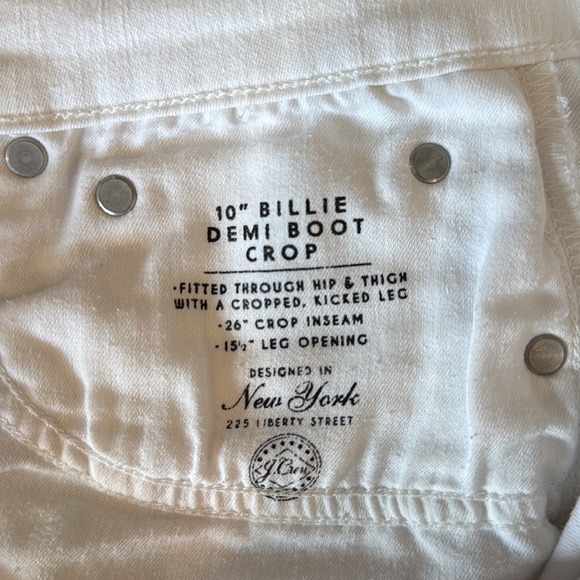 10" BILLIE
DEMI BOOT
CROP
·FITTED THROUGH HIP & THIGH
WITH A CROPPED, KICKED LEG
·26" CROP INSEAM
·15½" LEG OPENING
DESIGNED IN
New York
225 LIBERTY STREET
J.Crew